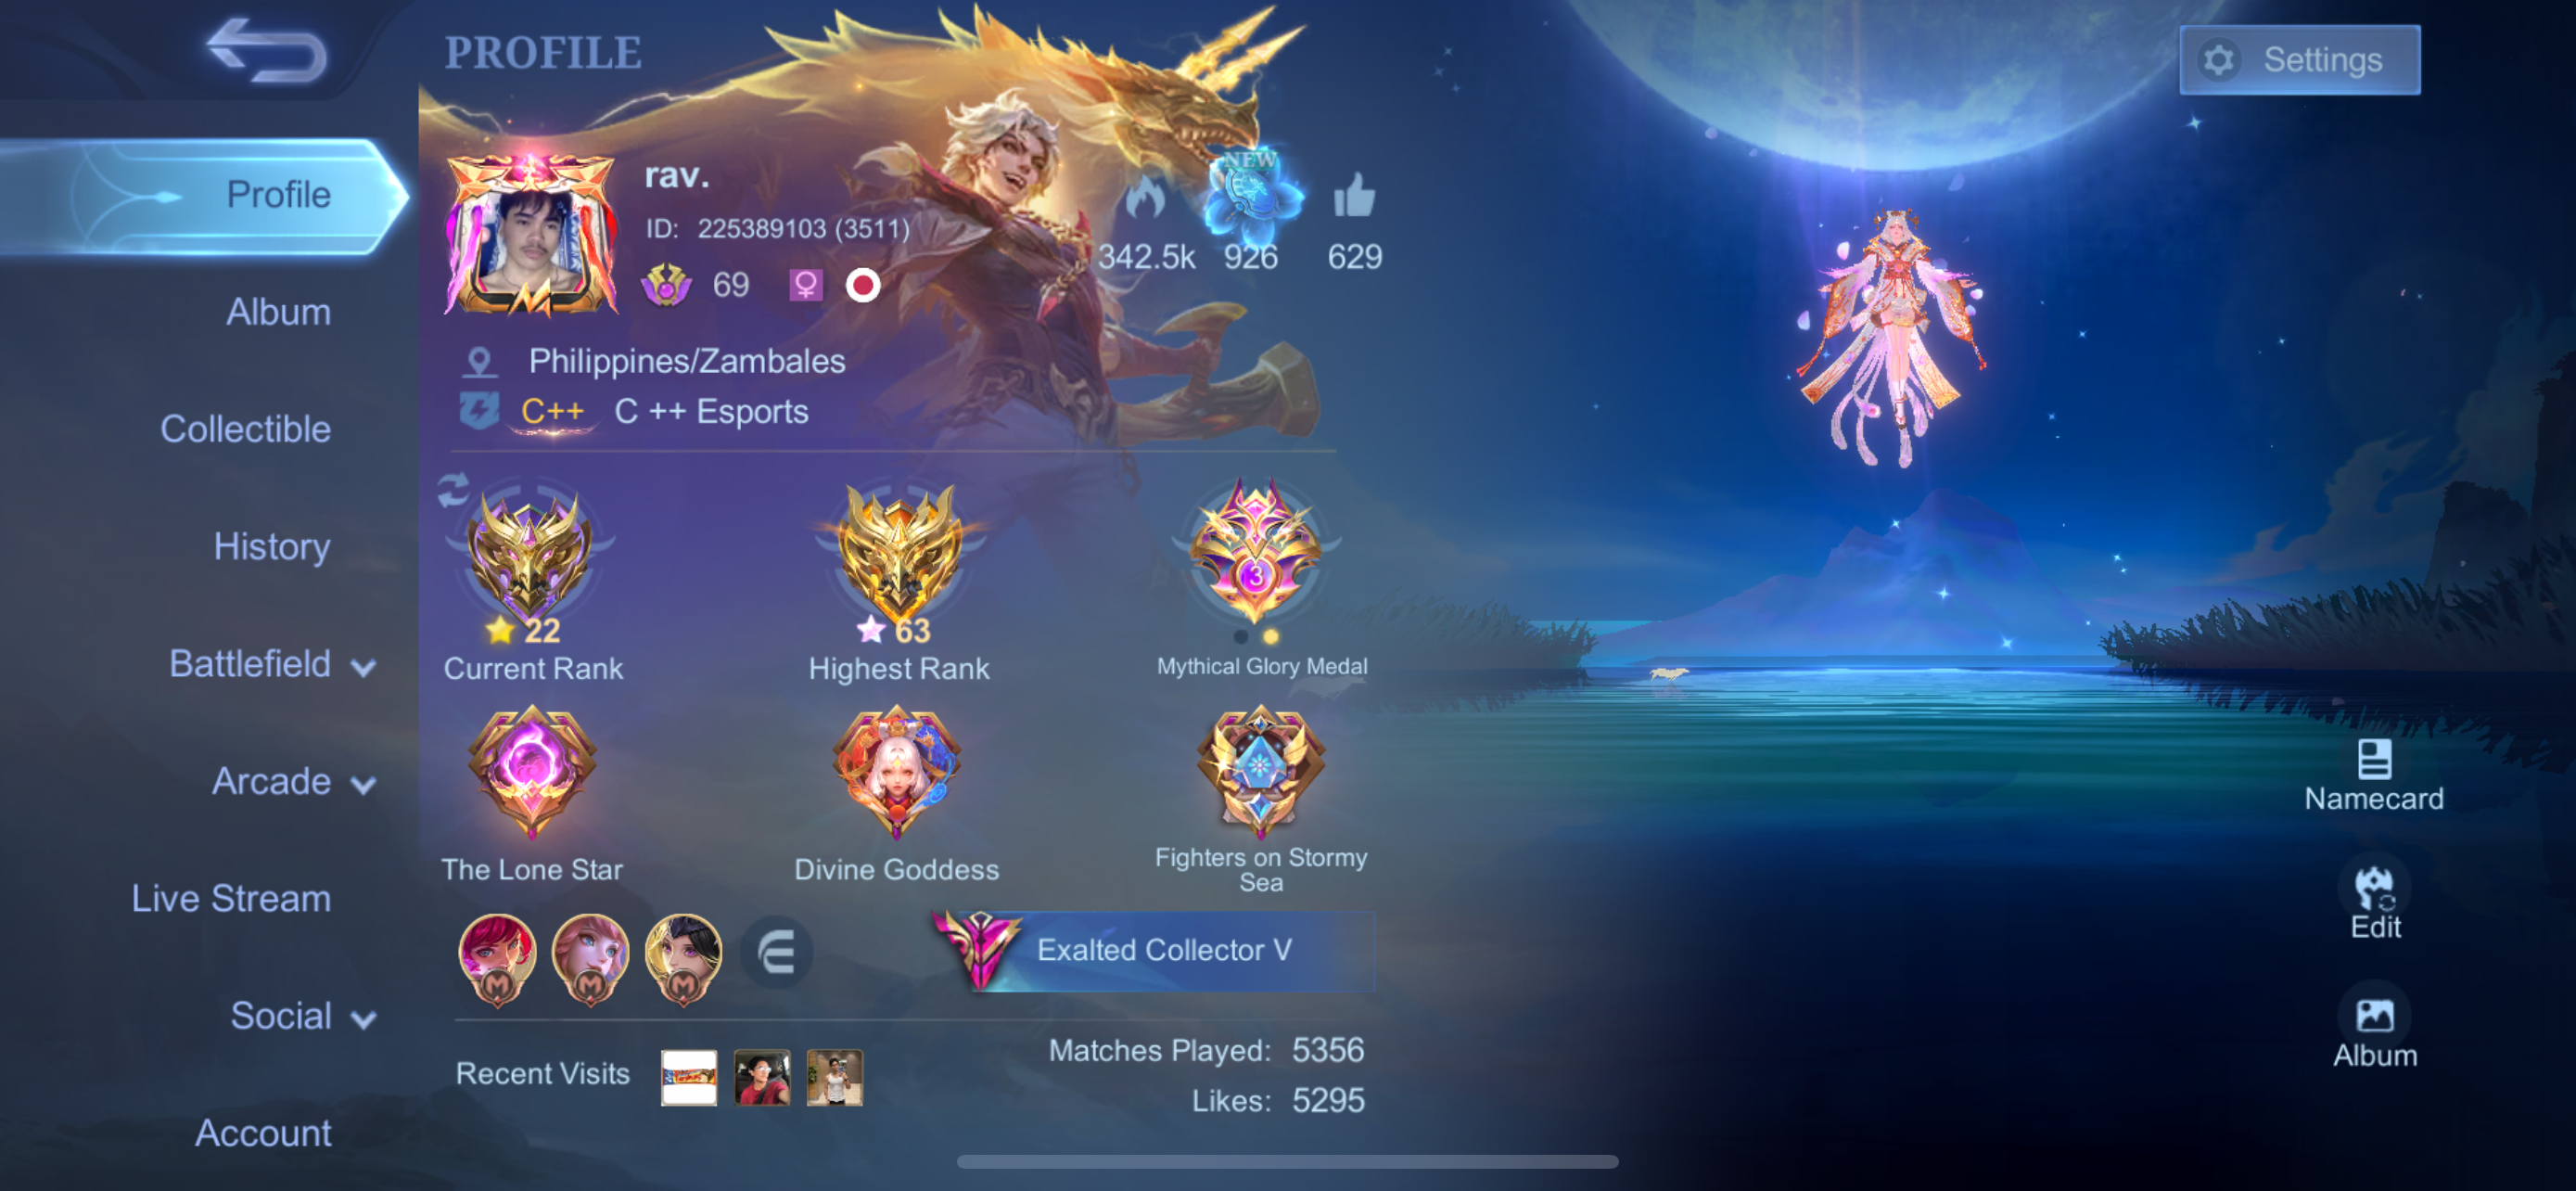 PROFILE
Settings
Profile
Album
Collectible
History
Battlefield
Arcade
Live Stream
Social
Account
rav.
ID: 225389103 (3511)
69
NEW
342.5k
926
629
Philippines/Zambales
C++ C ++ Esports
22
Current Rank
63
Highest Rank
3
Mythical Glory Medal
The Lone Star
Divine Goddess
Fighters on Stormy
Sea
M
M
M
Exalted Collector V
Recent Visits
Matches Played: 5356
Likes: 5295
Namecard
Edit
Album